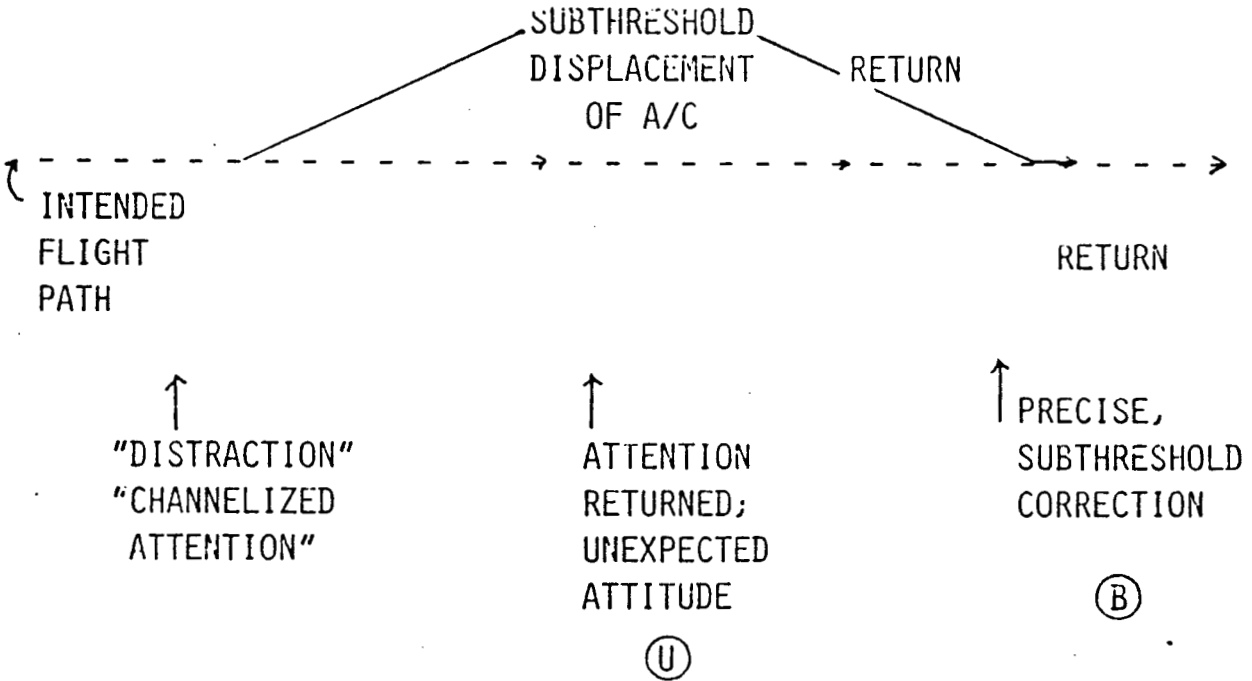 SUBTHRESHOLD
DISPLACEMENT
OF A/C
RETURN
INTENDED
FLIGHT
PATH
RETURN
"DISTRACTION"
"CHANNELIZED
ATTENTION"
ATTENTION
RETURNED;
UNEXPECTED
ATTITUDE
U
PRECISE,
SUBTHRESHOLD
CORRECTION
B